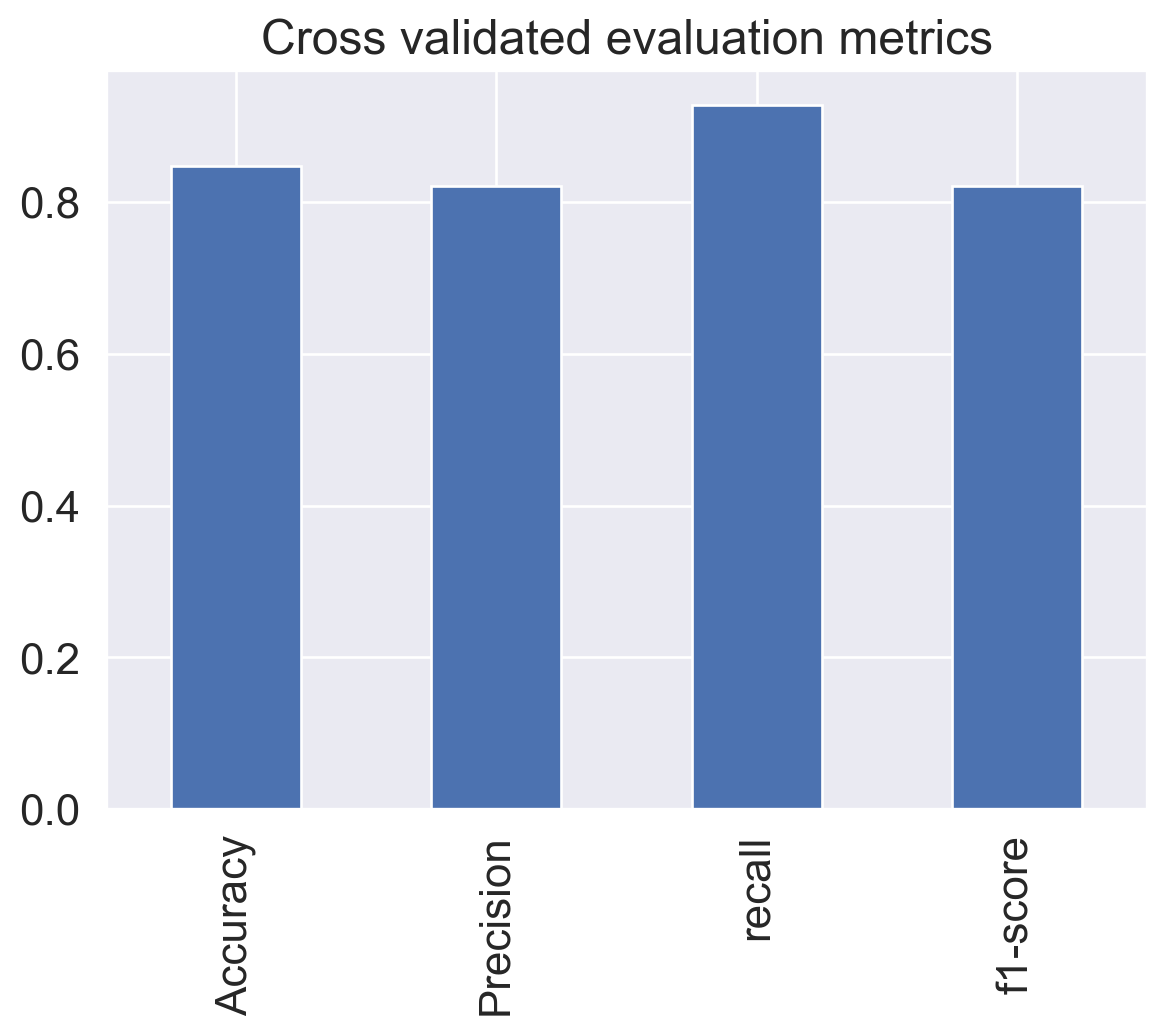 Cross validated evaluation metrics
0.8
0.6
0.4
0.2
0.0
Accuracy
Precision
recall
f1-score